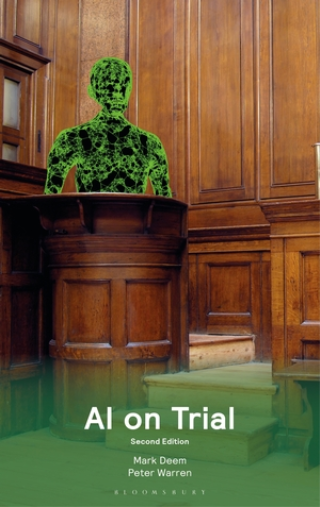 AI on Trial
Second Edition
Mark Deem
Peter Warren
BLOOMSBURY